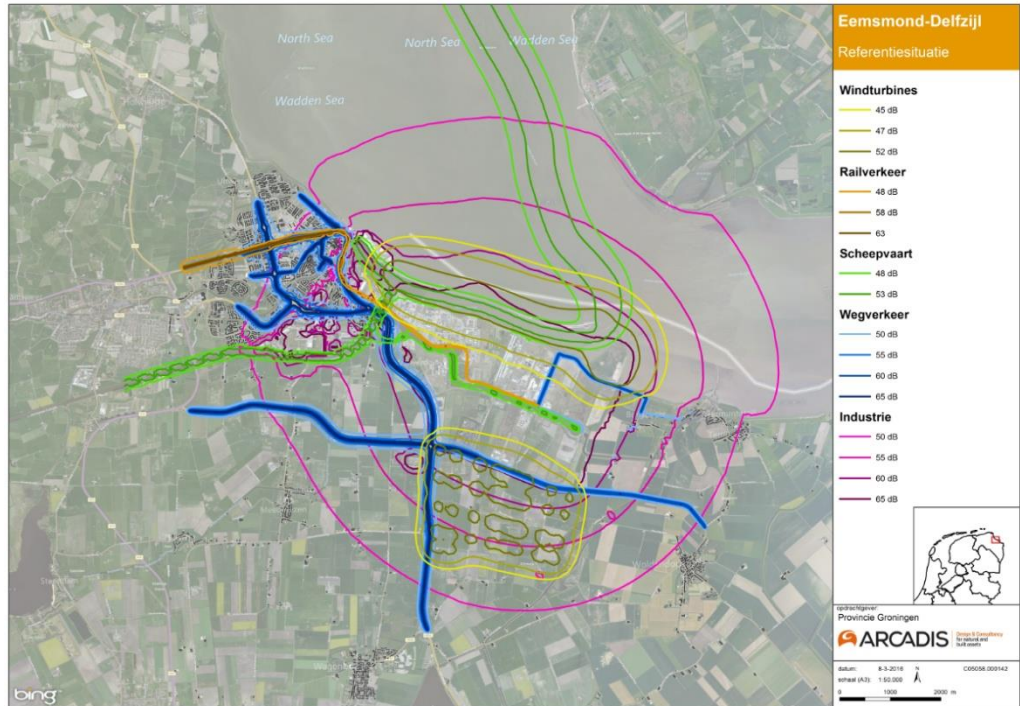 North Sea
North Sea
Wadden Sea
Wadden Sea
bing
Eemsmond-Delfzijl
Referentiesituatie
Windturbines
45 dB
47 dB
52 dB
Railverkeer
48 dB
58 dB
63
Scheepvaart
48 dB
53 dB
Wegverkeer
50 dB
55 dB
60 dB
65 dB
Industrie
50 dB
55 dB
60 dB
65 dB
opdrachtgever:
Provincie Groningen
ARCADIS
Design & Consultancy
for natural and
built assets
datum: 8-3-2016 N C05056.000142
schaal (A3): 1:50.000
0 1000 2000 m